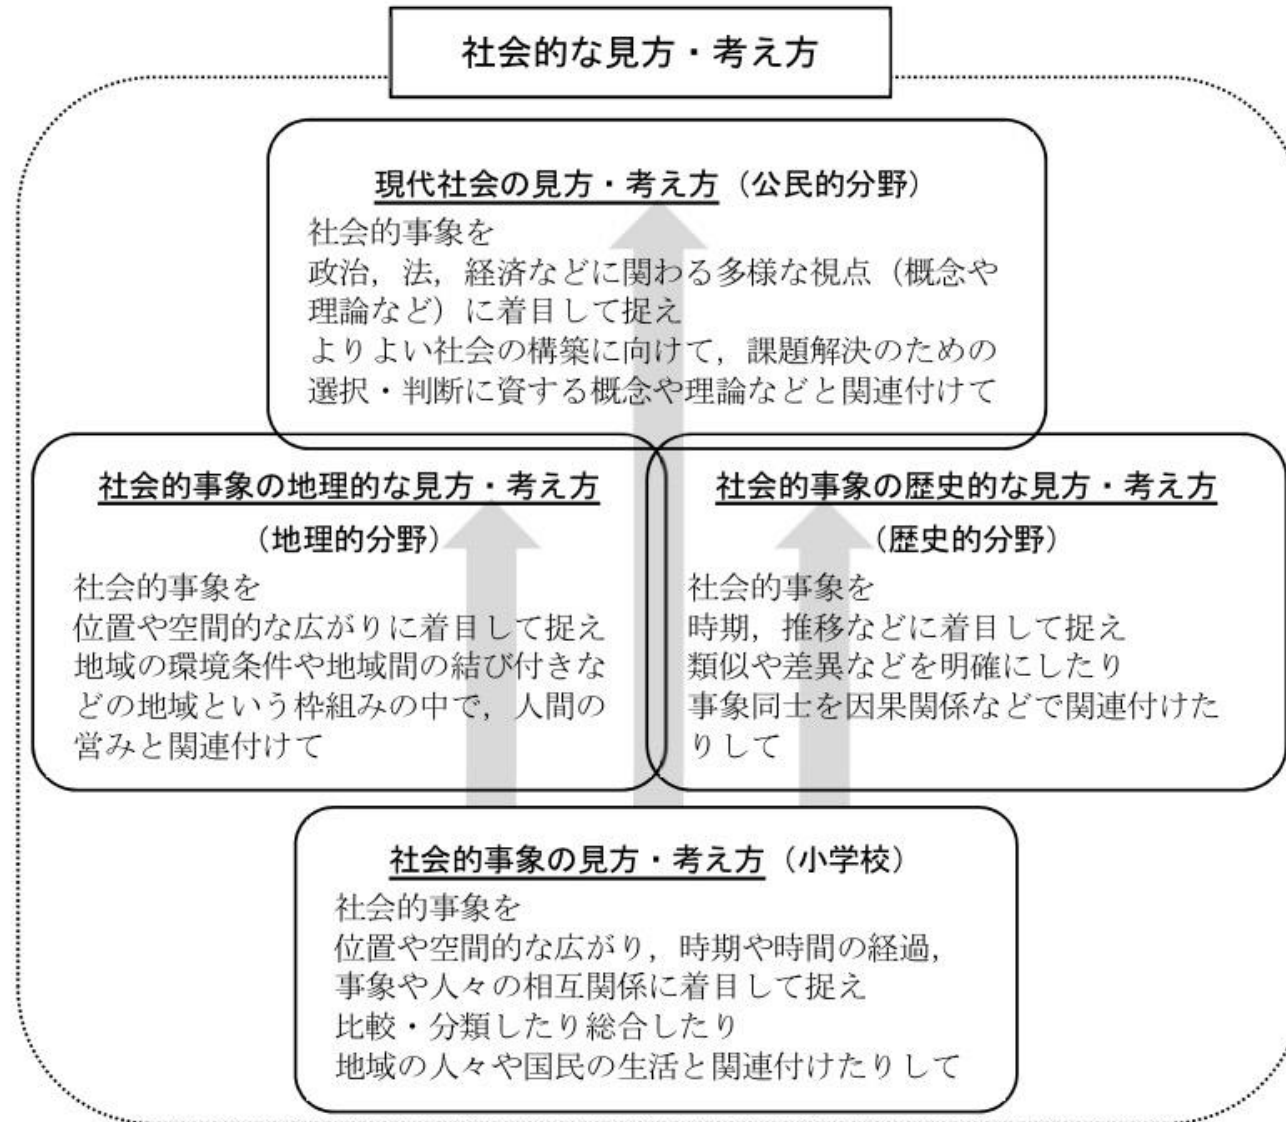 社会的な見方・考え方
現代社会の見方・考え方（公民的分野）
社会的事象を
政治，法，経済などに関わる多様な視点（概念や
理論など）に着目して捉え
よりよい社会の構築に向けて，課題解決のための
選択・判断に資する概念や理論などと関連付けて
社会的事象の地理的な見方・考え方
（地理的分野）
社会的事象を
位置や空間的な広がりに着目して捉え
地域の環境条件や地域間の結び付きな
どの地域という枠組みの中で，人間の
営みと関連付けて
社会的事象の歴史的な見方・考え方
（歴史的分野）
社会的事象を
時期，推移などに着目して捉え
類似や差異などを明確にしたり
事象同士を因果関係などで関連付けた
りして
社会的事象の見方・考え方（小学校）
社会的事象を
位置や空間的な広がり，時期や時間の経過，
事象や人々の相互関係に着目して捉え
比較・分類したり総合したり
地域の人々や国民の生活と関連付けたりして